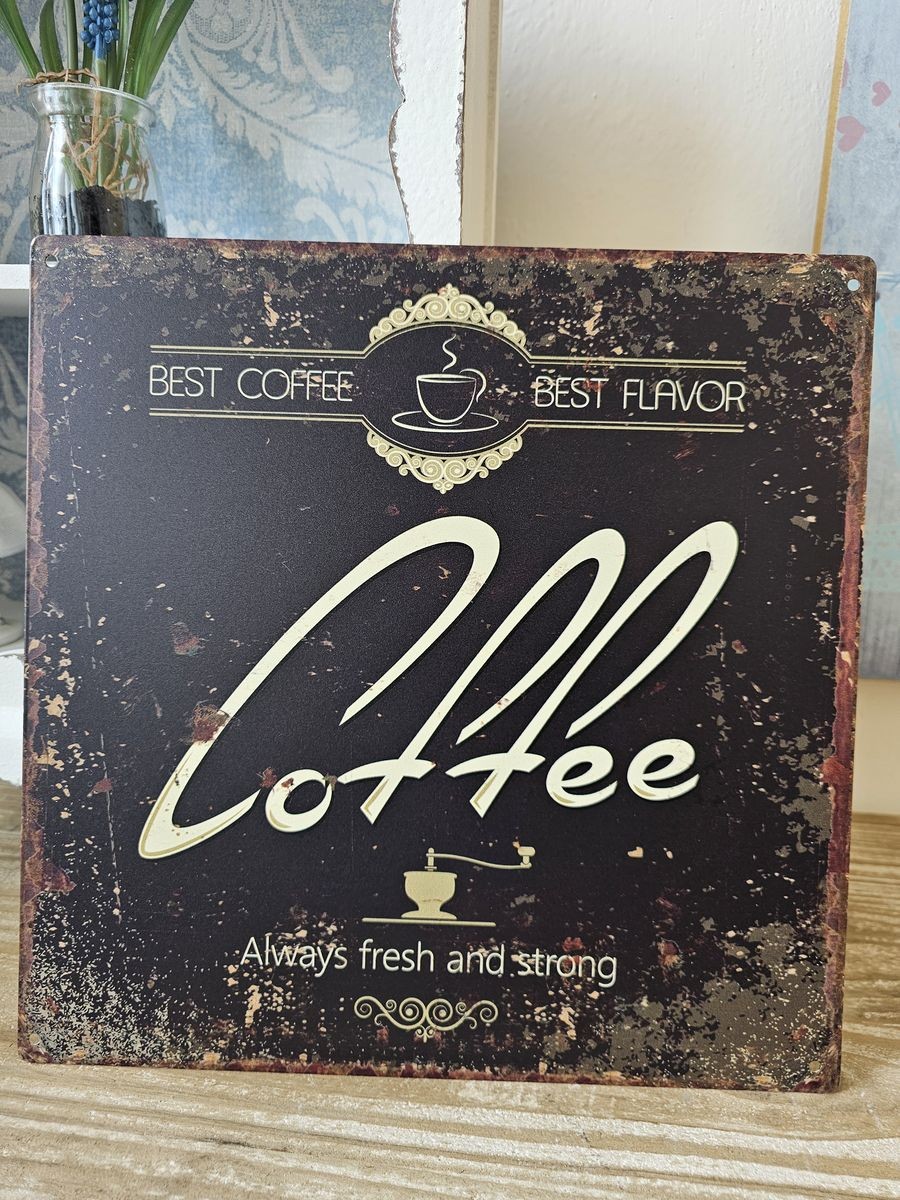 BEST COFFEE BEST FLAVOR
Coffee
Always fresh and strong